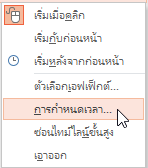 เริ่มเมื่อคลิก
เริ่มกับก่อนหน้า
เริ่มหลังจากก่อนหน้า
ตัวเลือกเอฟเฟ็กต์...
การกำหนดเวลา...
ซ่อนไทม์ไลน์ขั้นสูง
เอาออก